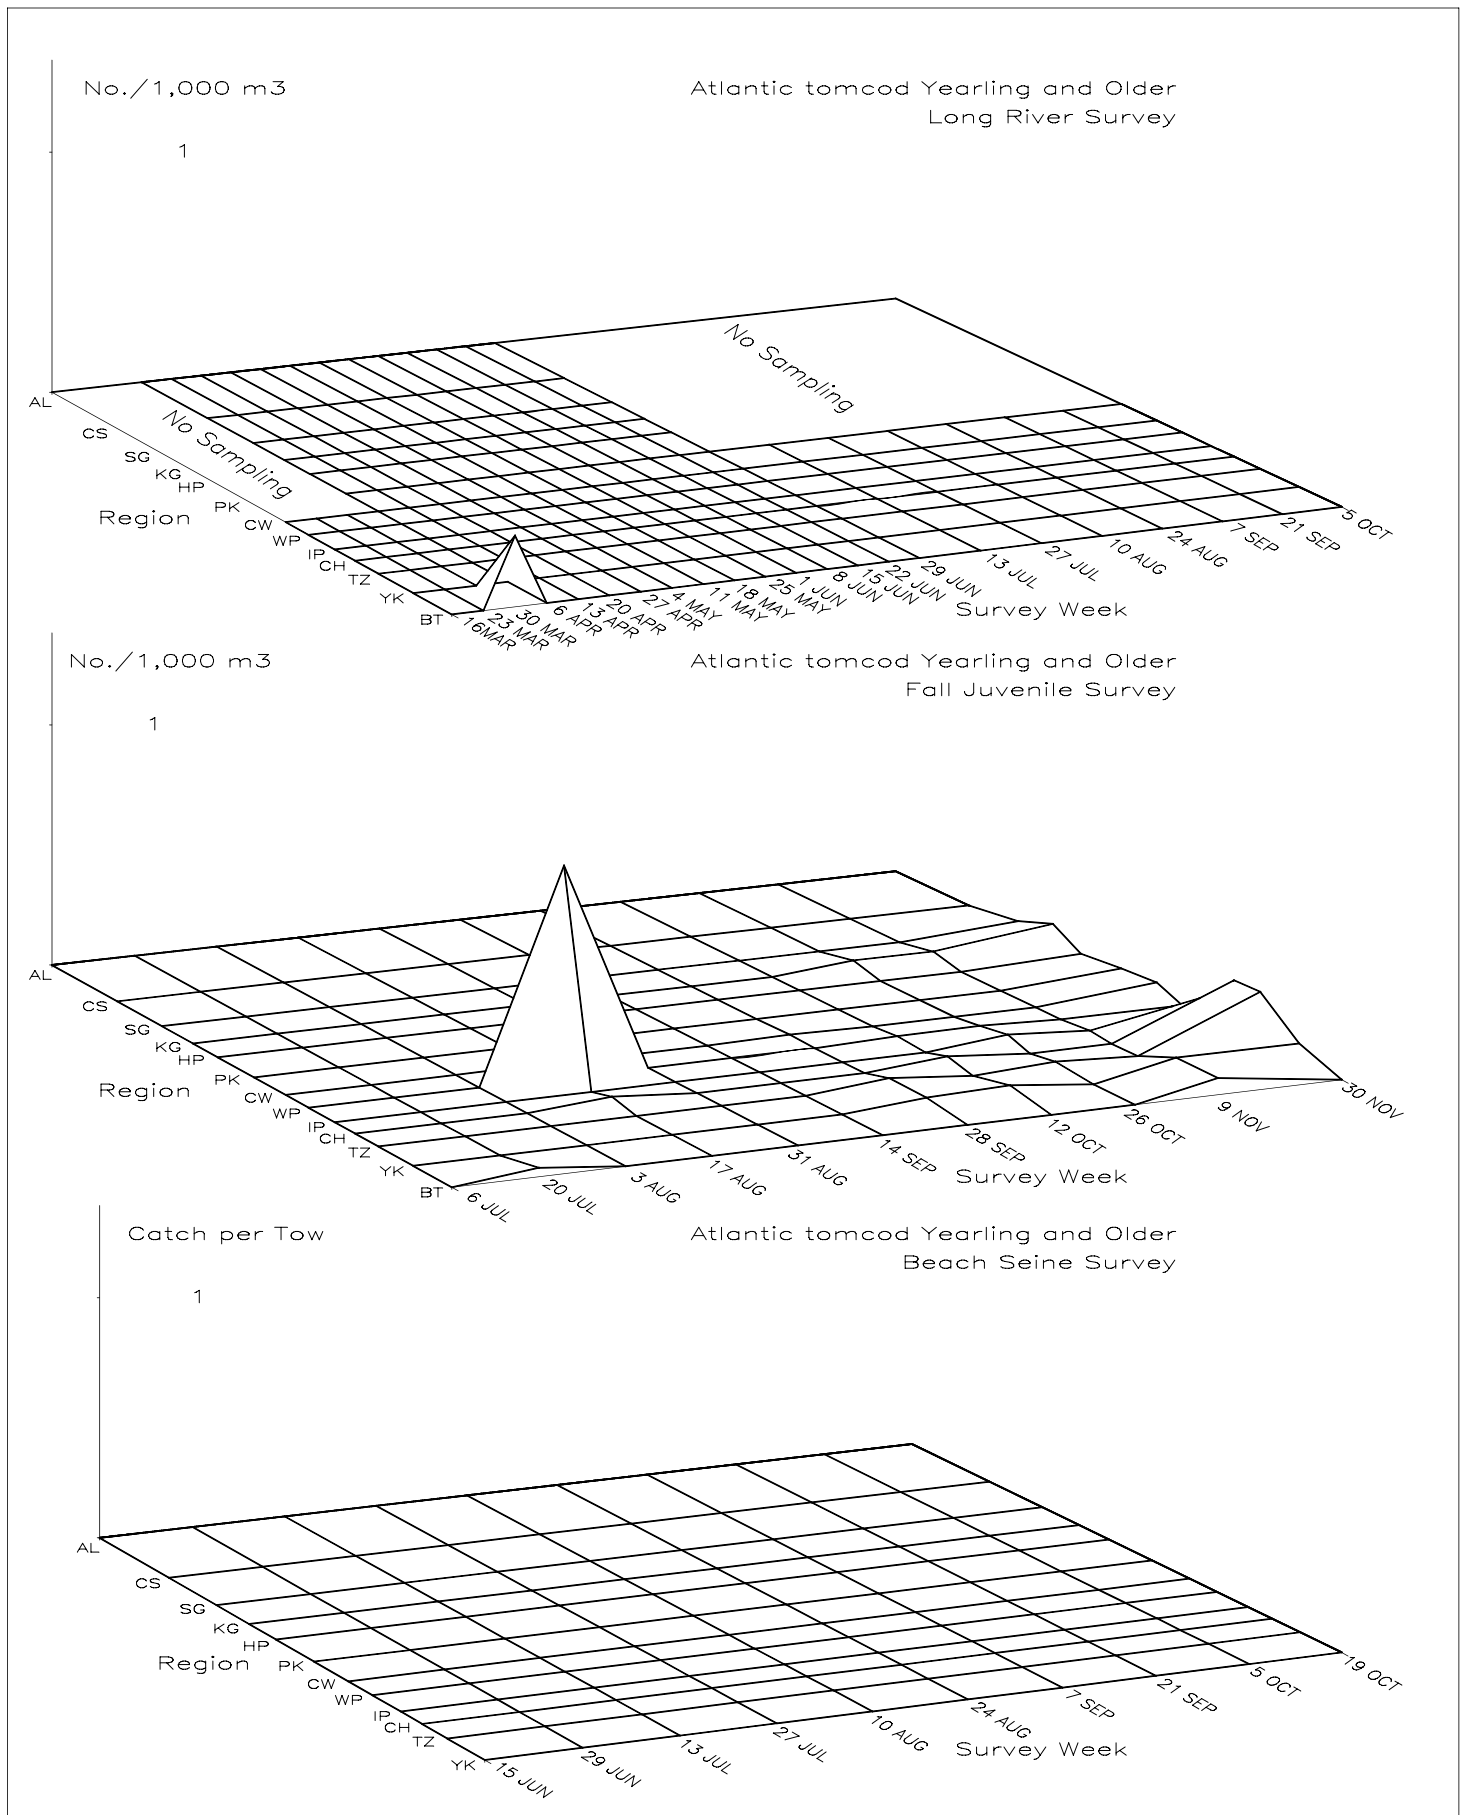 No./1,000 m3
Atlantic tomcod Yearling and Older
Long River Survey
1
No Sampling
AL
CS
No Sampling
SG
KG
HP
PK
Region
CW
WP
IP
CH
TZ
YK
BT
16MAR
23 MAR
30 MAR
6 APR
13 APR
20 APR
27 APR
4 MAY
11 MAY
18 MAY
25 MAY
1 JUN
8 JUN
15 JUN
22 JUN
29 JUN
13 JUL
27 JUL
10 AUG
24 AUG
7 SEP
21 SEP
5 OCT
Survey Week
No./1,000 m3
Atlantic tomcod Yearling and Older
Fall Juvenile Survey
1
AL
CS
SG
KG
HP
PK
Region
CW
WP
IP
CH
TZ
YK
BT
6 JUL
20 JUL
3 AUG
17 AUG
31 AUG
14 SEP
28 SEP
12 OCT
26 OCT
9 NOV
30 NOV
Survey Week
Catch per Tow
Atlantic tomcod Yearling and Older
Beach Seine Survey
1
AL
CS
SG
KG
HP
Region
PK
CW
WP
IP
CH
TZ
YK
15 JUN
29 JUN
13 JUL
27 JUL
10 AUG
24 AUG
7 SEP
21 SEP
5 OCT
19 OCT
Survey Week